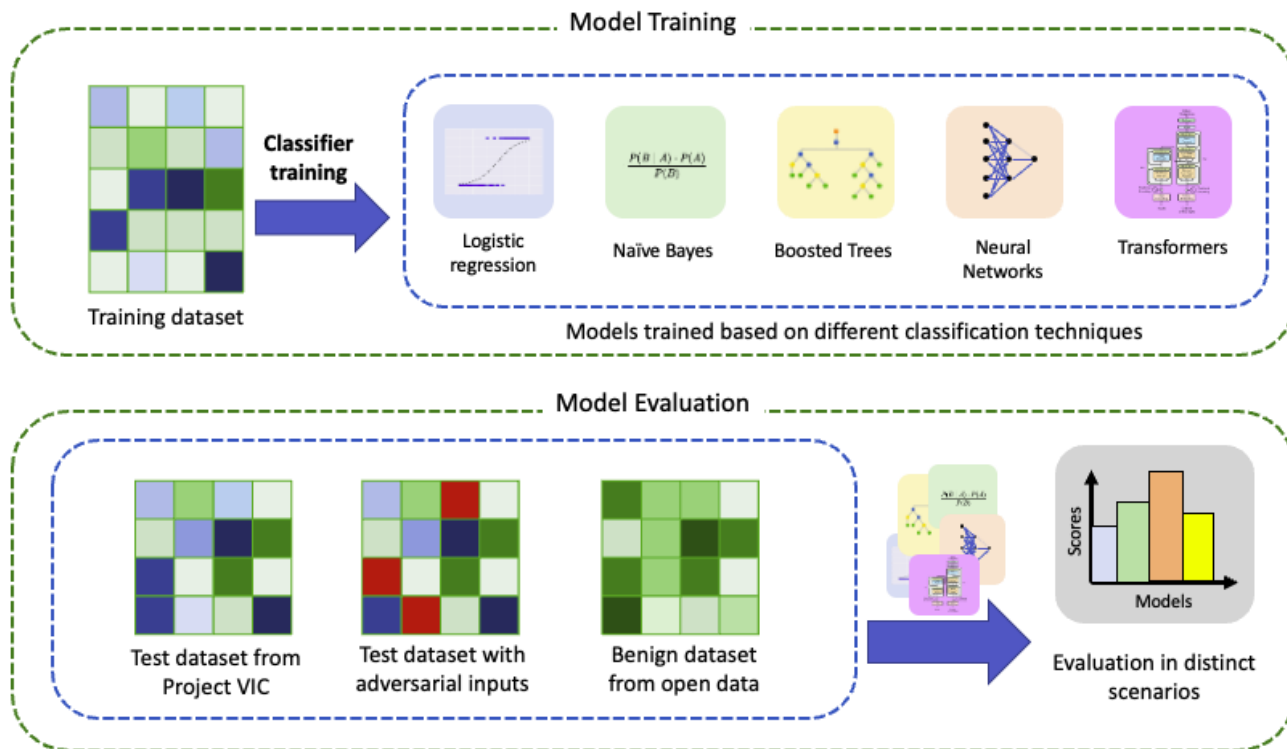 Model Training
Classifier
training
P(B | A) · P(A)
P(B)
Logistic
regression
Naïve Bayes
Boosted Trees
Neural
Networks
Transformers
Training dataset
Models trained based on different classification techniques
Model Evaluation
P(B | A) · P(A)
P(B)
Scores
Models
Test dataset from
Project VIC
Test dataset with
adversarial inputs
Benign dataset
from open data
Evaluation in distinct
scenarios